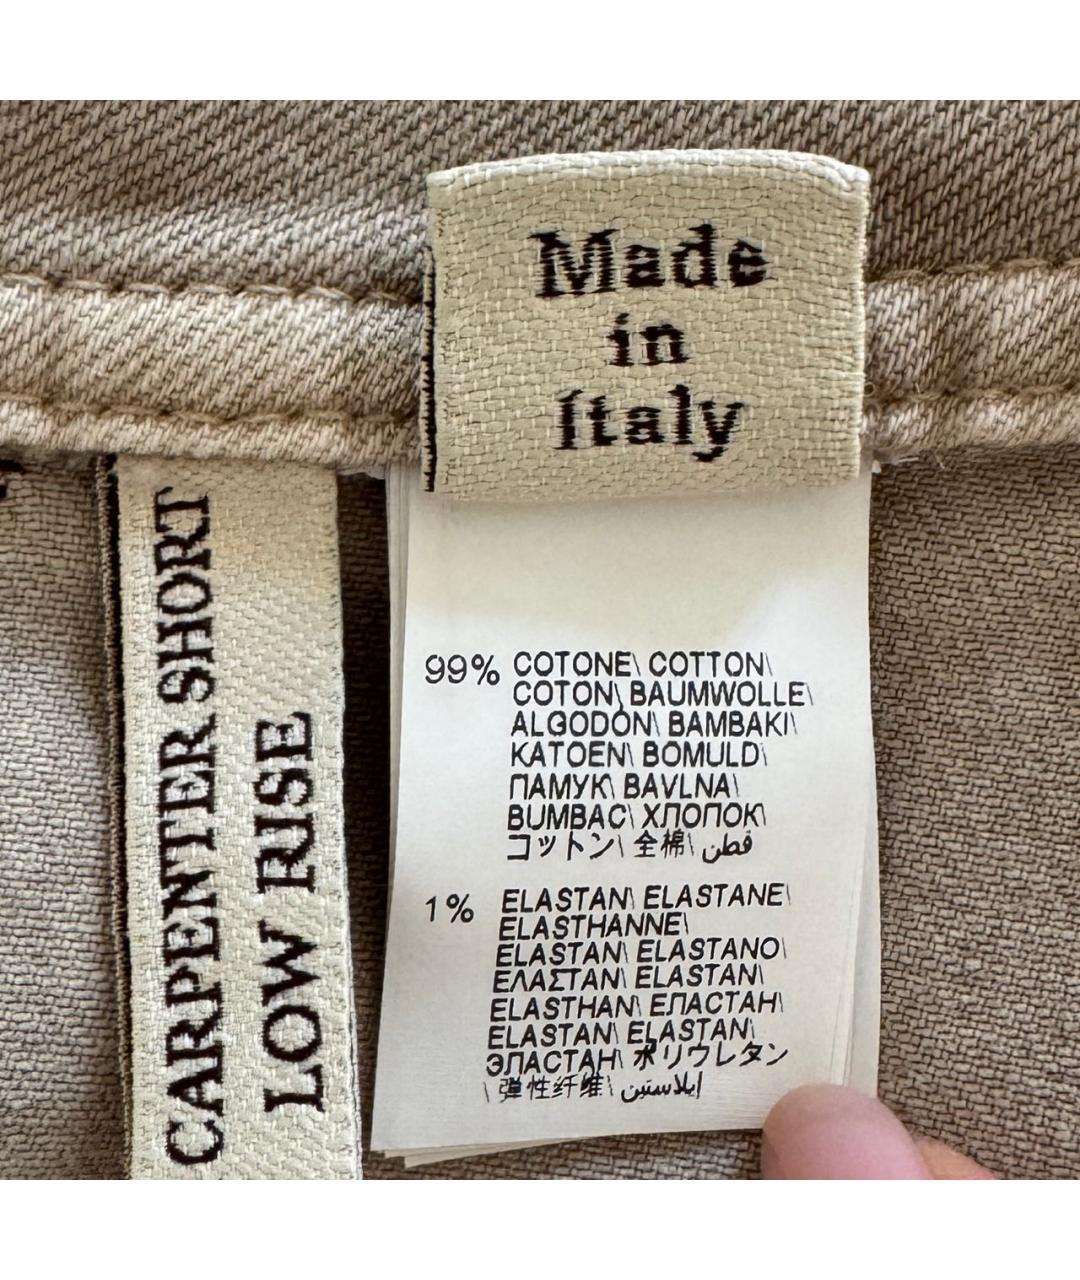 Made
in
Italy
CARPENTER SHORT
LOW RISE
99% COTONE\ COTTON\
COTON\ BAUMWOLLE\
ALGODÒN\ BAMBAKI\
KATOEN\ BOMULD\
ПАМУК\ BAVLNA\
BUMBAC\ ХЛОПОК\
コットン\ 全棉\ قطن
1% ELASTAN\ ELASTANE\
ELASTHANNE\
ELASTAN\ ELASTANO\
ΕΛΑΣΤΑΝ\ ELASTAN\
ELASTHAN\ ЕЛАСТАН\
ELASTAN\ ELASTAN\
ЭЛАСТАН\ ポリウレタン
\ 弹性纤维\ ايلاستين